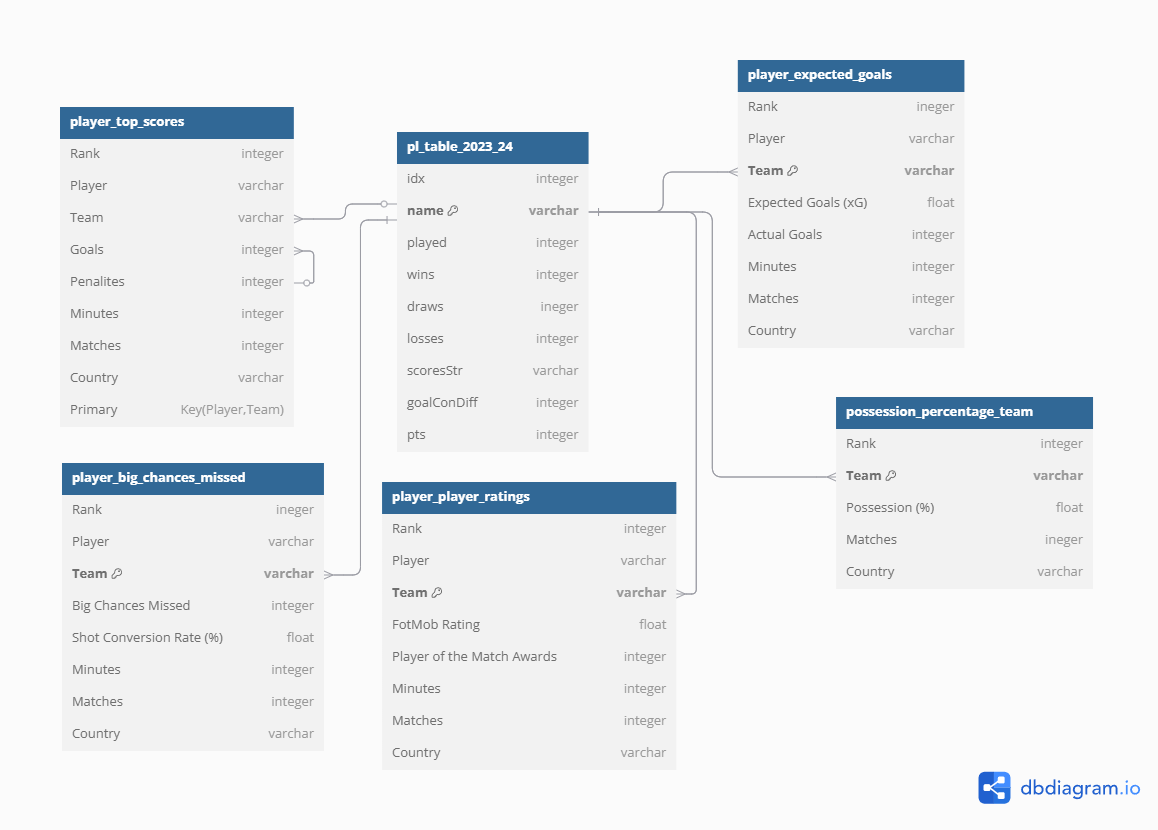 player_top_scores
Rank integer
Player varchar
Team varchar
Goals integer
Penalites integer
Minutes integer
Matches integer
Country varchar
Primary Key(Player,Team)
pl_table_2023_24
idx integer
name varchar
played integer
wins integer
draws ineger
losses integer
scoresStr varchar
goalConDiff integer
pts integer
player_expected_goals
Rank ineger
Player varchar
Team varchar
Expected Goals (xG) float
Actual Goals integer
Minutes integer
Matches integer
Country varchar
player_big_chances_missed
Rank ineger
Player varchar
Team varchar
Big Chances Missed integer
Shot Conversion Rate (%) float
Minutes integer
Matches integer
Country varchar
player_player_ratings
Rank integer
Player varchar
Team varchar
FotMob Rating float
Player of the Match Awards integer
Minutes integer
Matches integer
Country varchar
possession_percentage_team
Rank integer
Team varchar
Possession (%) float
Matches ineger
Country varchar
dbdiagram.io